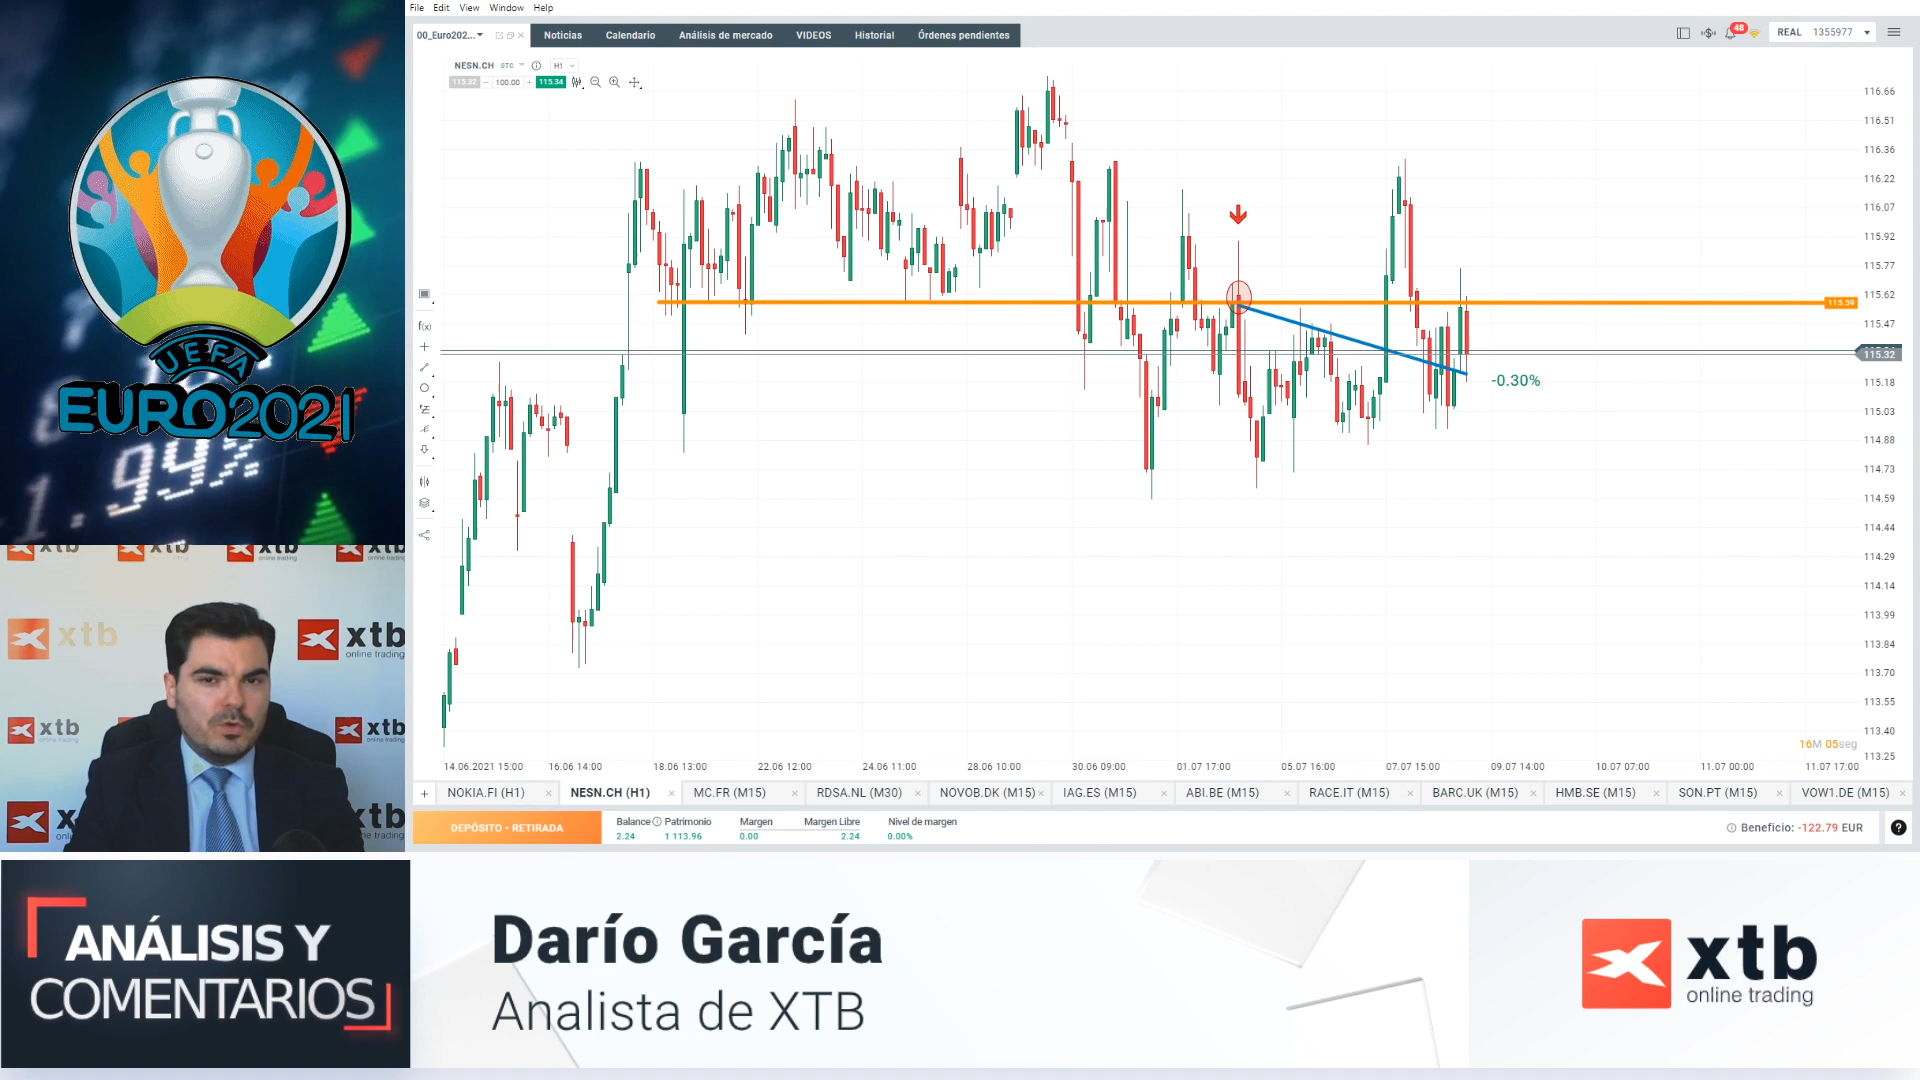 File Edit View Window Help
00_Euro202...
Noticias Calendario Análisis de mercado VIDEOS Historial Órdenes pendientes
48
REAL 1355977
NESN.CH STC H1
115.32 − 100.00 + 115.34
116.66
116.51
116.36
116.22
116.07
115.92
115.77
115.62
115.59
115.47
115.32
115.18
115.03
114.88
114.73
114.59
114.44
114.29
114.14
113.99
113.84
113.70
113.55
113.40
113.25
-0.30%
f(x)
16M 05seg
14.06.2021 15:00 16.06 14:00 18.06 13:00 22.06 12:00 24.06 11:00 28.06 10:00 30.06 09:00 01.07 17:00 05.07 16:00 07.07 15:00 09.07 14:00 10.07 07:00 11.07 00:00 11.07 17:00
+ NOKIA.FI (H1) NESN.CH (H1) MC.FR (M15) RDSA.NL (M30) NOVOB.DK (M15) IAG.ES (M15) ABI.BE (M15) RACE.IT (M15) BARC.UK (M15) HMB.SE (M15) SON.PT (M15) VOW1.DE (M15)
DEPÓSITO - RETIRADA
Balance Patrimonio Margen Margen Libre Nivel de margen
2.24 1 113.96 0.00 2.24 0.00%
Beneficio: -122.79 EUR
?
UEFA
EURO2021
1.99%
xtb
xtb
online trading
xtb
xtb
ANÁLISIS Y
COMENTARIOS
Darío García
Analista de XTB
xtb
online trading